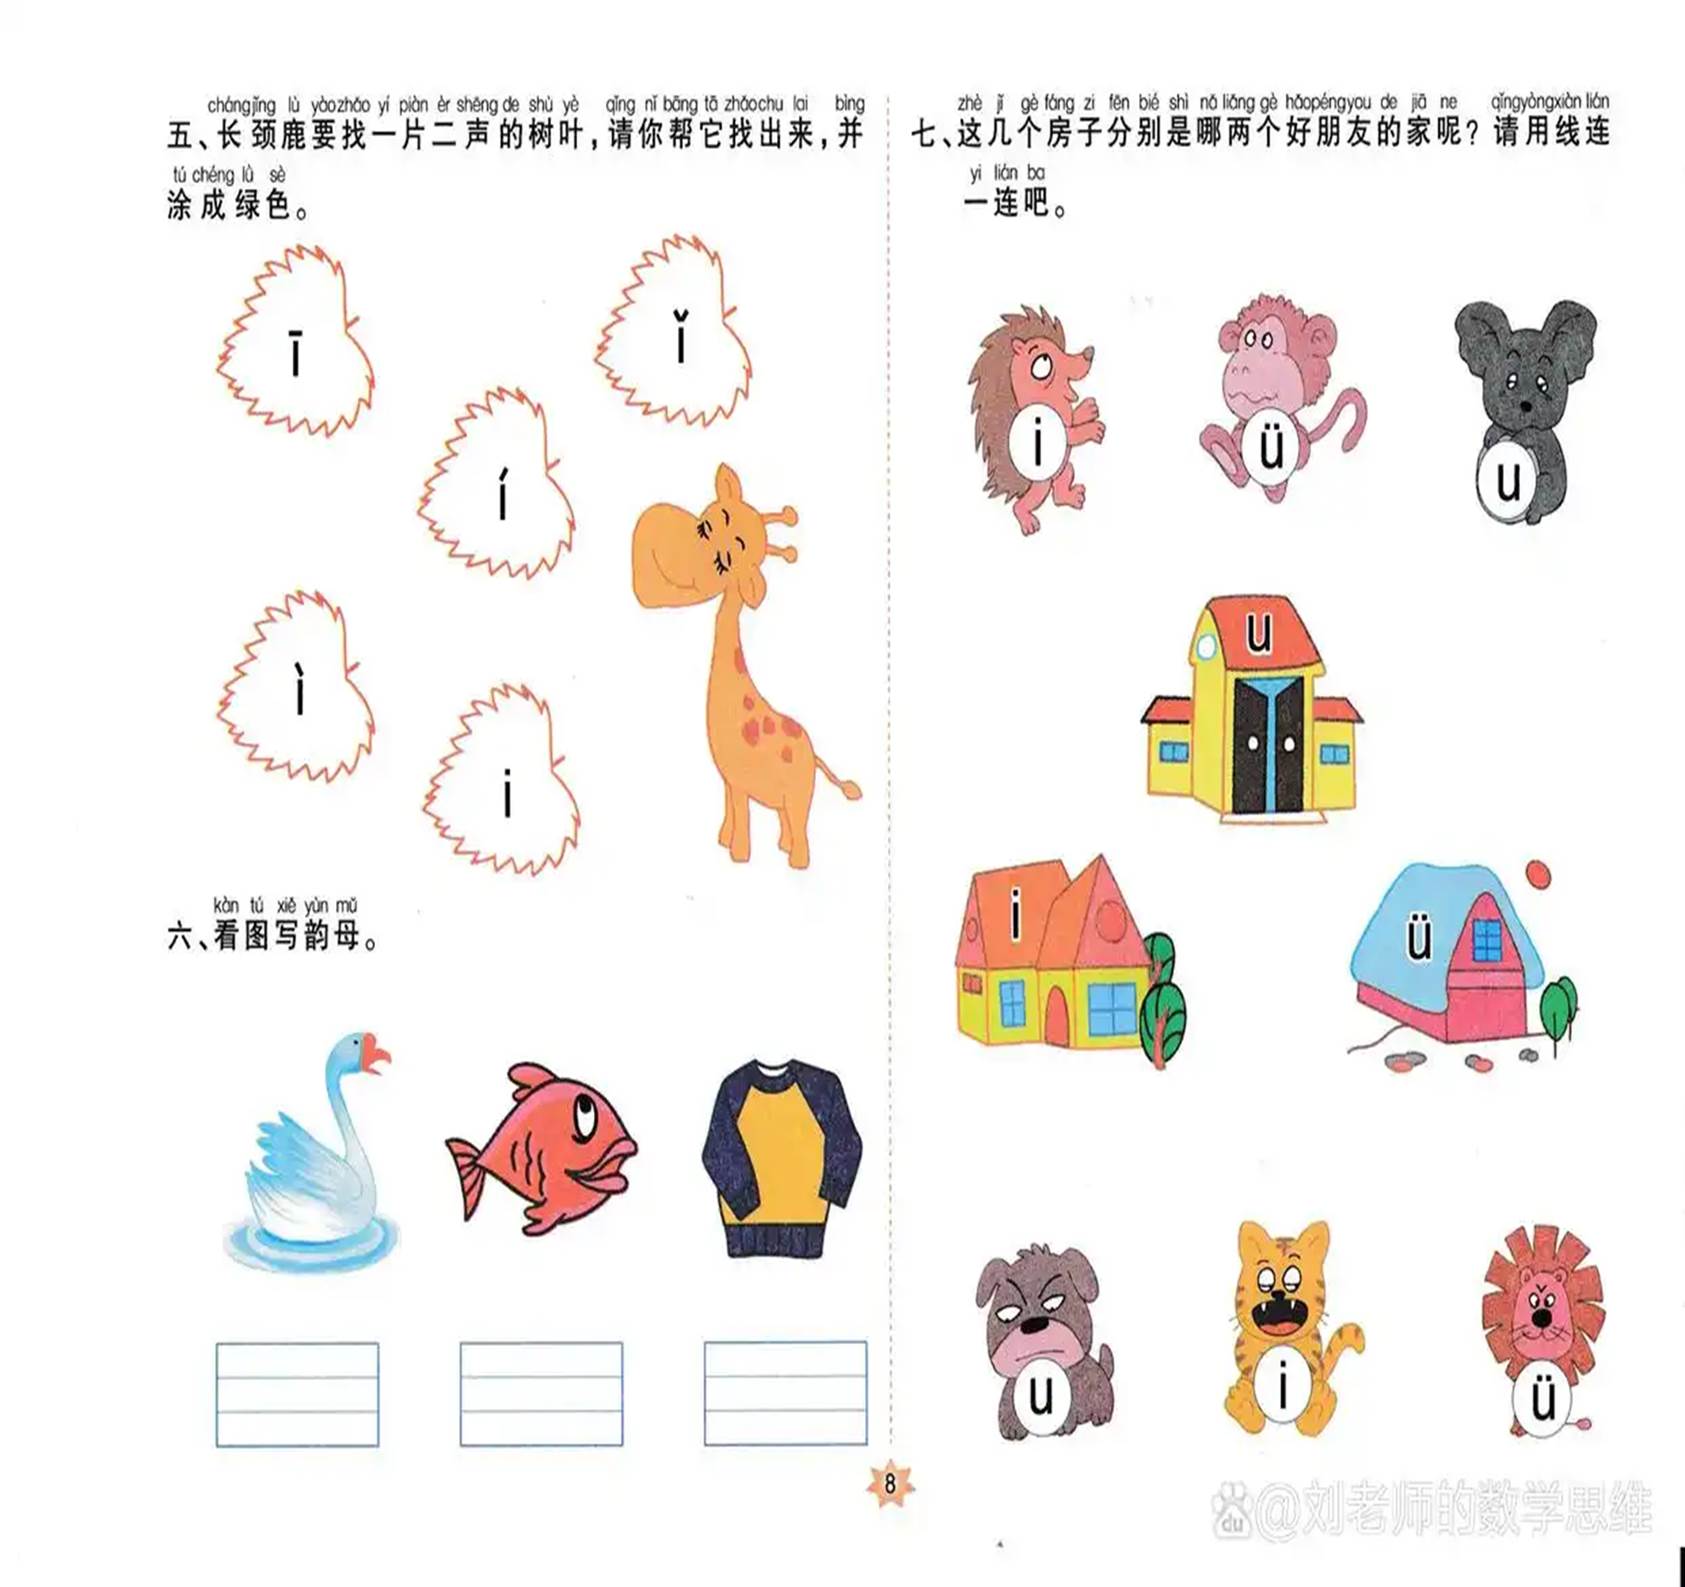 chángjǐng lù yàozhǎo yí piàn èr shēng de shù yè qǐng nǐ bāng tā zhǎochu lai bìng
五、长颈鹿要找一片二声的树叶,请你帮它找出来,并
tú chéng lǜ sè
涂成绿色。
ī
ǐ
í
ì
i
kàn tú xiě yùn mǔ
六、看图写韵母。
zhè jǐ gè fáng zi fēn bié shì nǎ liǎng gè hǎopéngyou de jiā ne qǐngyòngxiàn lián
七、这几个房子分别是哪两个好朋友的家呢?请用线连
yi lián ba
一连吧。
i ü u
u
i ü
u i ü
8
du @刘老师的数学思维